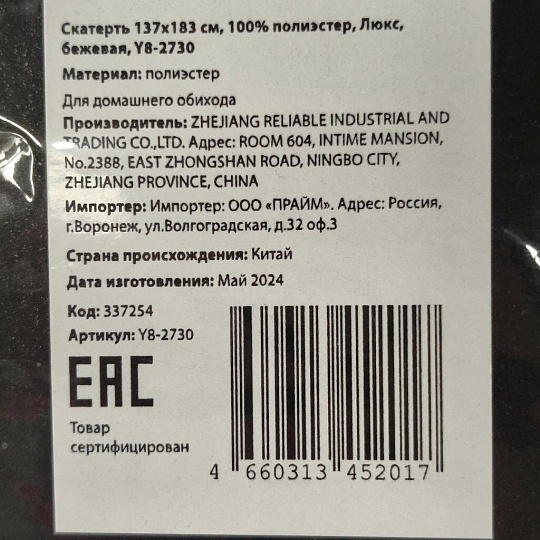 Скатерть 137х183 см, 100% полиэстер, Люкс,
бежевая, Y8-2730
Материал: полиэстер
Для домашнего обихода
Производитель: ZHEJIANG RELIABLE INDUSTRIAL AND
TRADING CO.,LTD. Адрес: ROOM 604, INTIME MANSION,
No.2388, EAST ZHONGSHAN ROAD, NINGBO CITY,
ZHEJIANG PROVINCE, CHINA
Импортер: Импортер: ООО «ПРАЙМ». Адрес: Россия,
г.Воронеж, ул.Волгоградская, д.32 оф.3
Страна происхождения: Китай
Дата изготовления: Май 2024
Код: 337254
Артикул: Y8-2730
EAC
Товар
сертифицирован
4 660313 452017